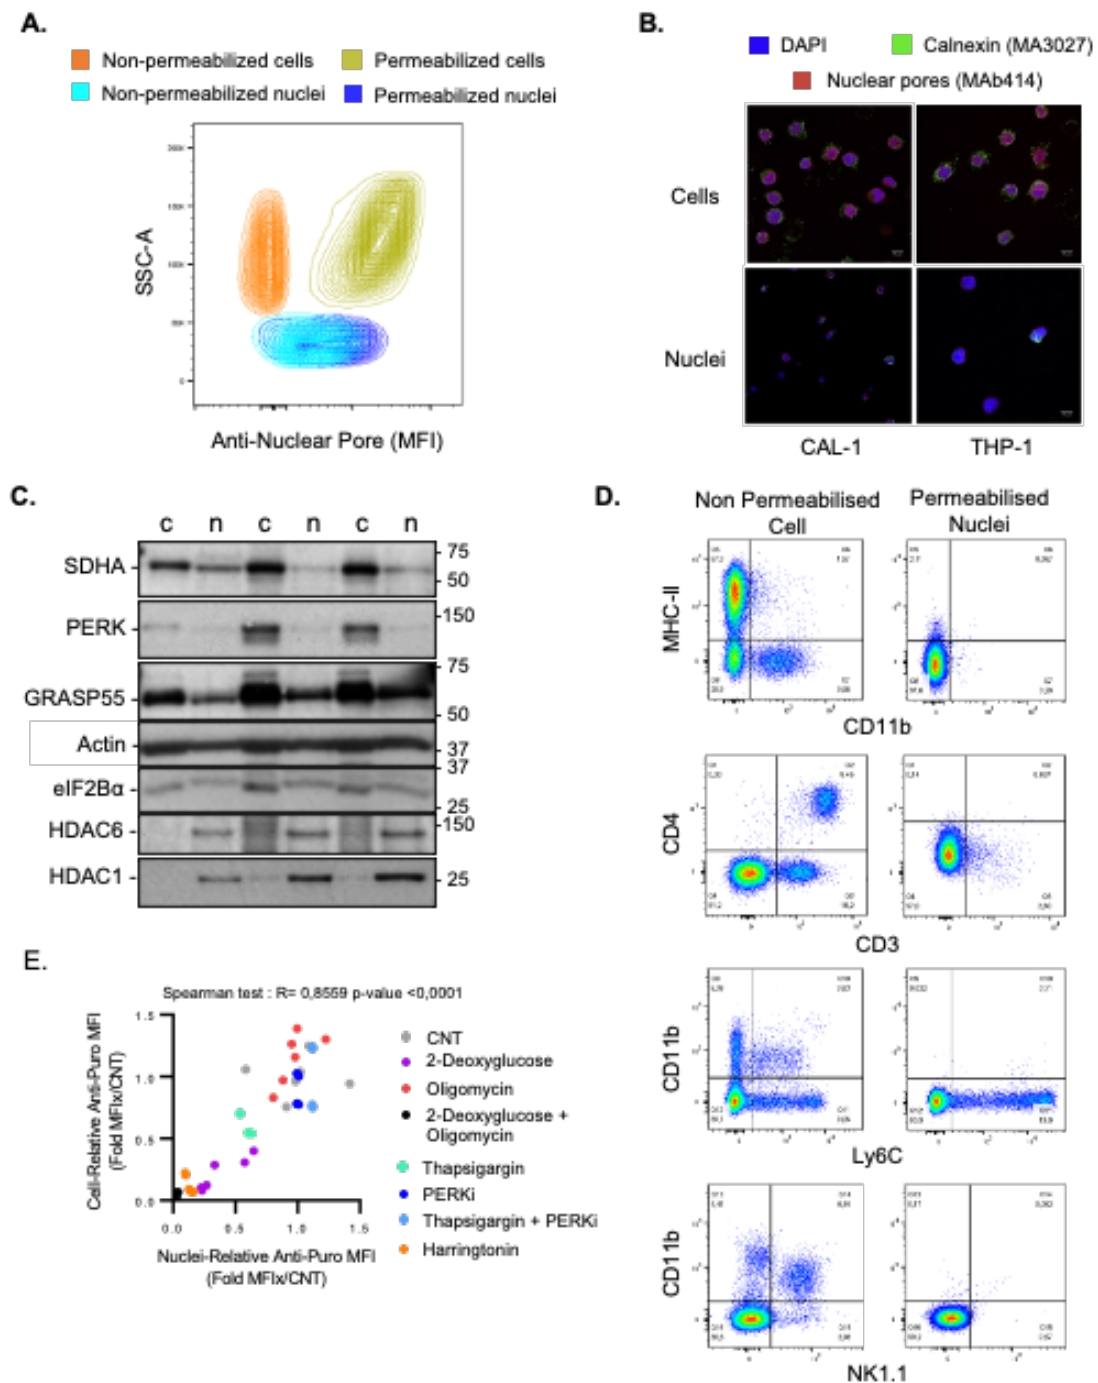 A.
Non-permeabilized cells
Permeabilized cells
Non-permeabilized nuclei
Permeabilized nuclei
SSC-A
200K
150K
100K
50K
0
Anti-Nuclear Pore (MFI)
B.
DAPI
Calnexin (MA3027)
Nuclear pores (MAb414)
Cells
Nuclei
CAL-1
THP-1
C.
c n c n c n
SDHA
75
50
PERK
150
GRASP55
75
50
Actin
37
37
eIF2Bα
25
HDAC6
150
HDAC1
25
D.
Non Permeabilised
Cell
Permeabilised
Nuclei
MHC-II
CD11b
CD4
CD3
CD11b
Ly6C
CD11b
NK1.1
E.
Spearman test : R= 0,8559 p-value <0,0001
Cell-Relative Anti-Puro MFI
(Fold MFIx/CNT)
1.5
1.0
0.5
0.0
0.0 0.5 1.0 1.5
Nuclei-Relative Anti-Puro MFI
(Fold MFIx/CNT)
CNT
2-Deoxyglucose
Oligomycin
2-Deoxyglucose +
Oligomycin
Thapsigargin
PERKi
Thapsigargin + PERKi
Harringtonin